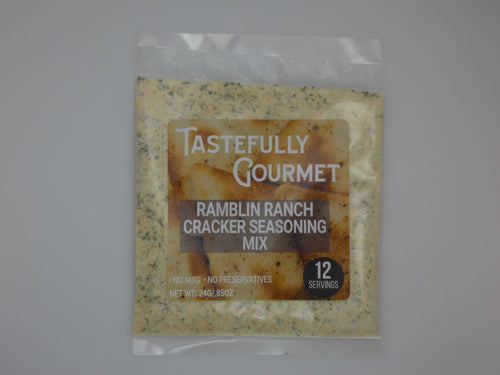 TASTEFULLY
GOURMET
RAMBLIN RANCH
CRACKER SEASONING
MIX
• NO MSG • NO PRESERVATIVES
NET WT: 24G/.85OZ
12
SERVINGS